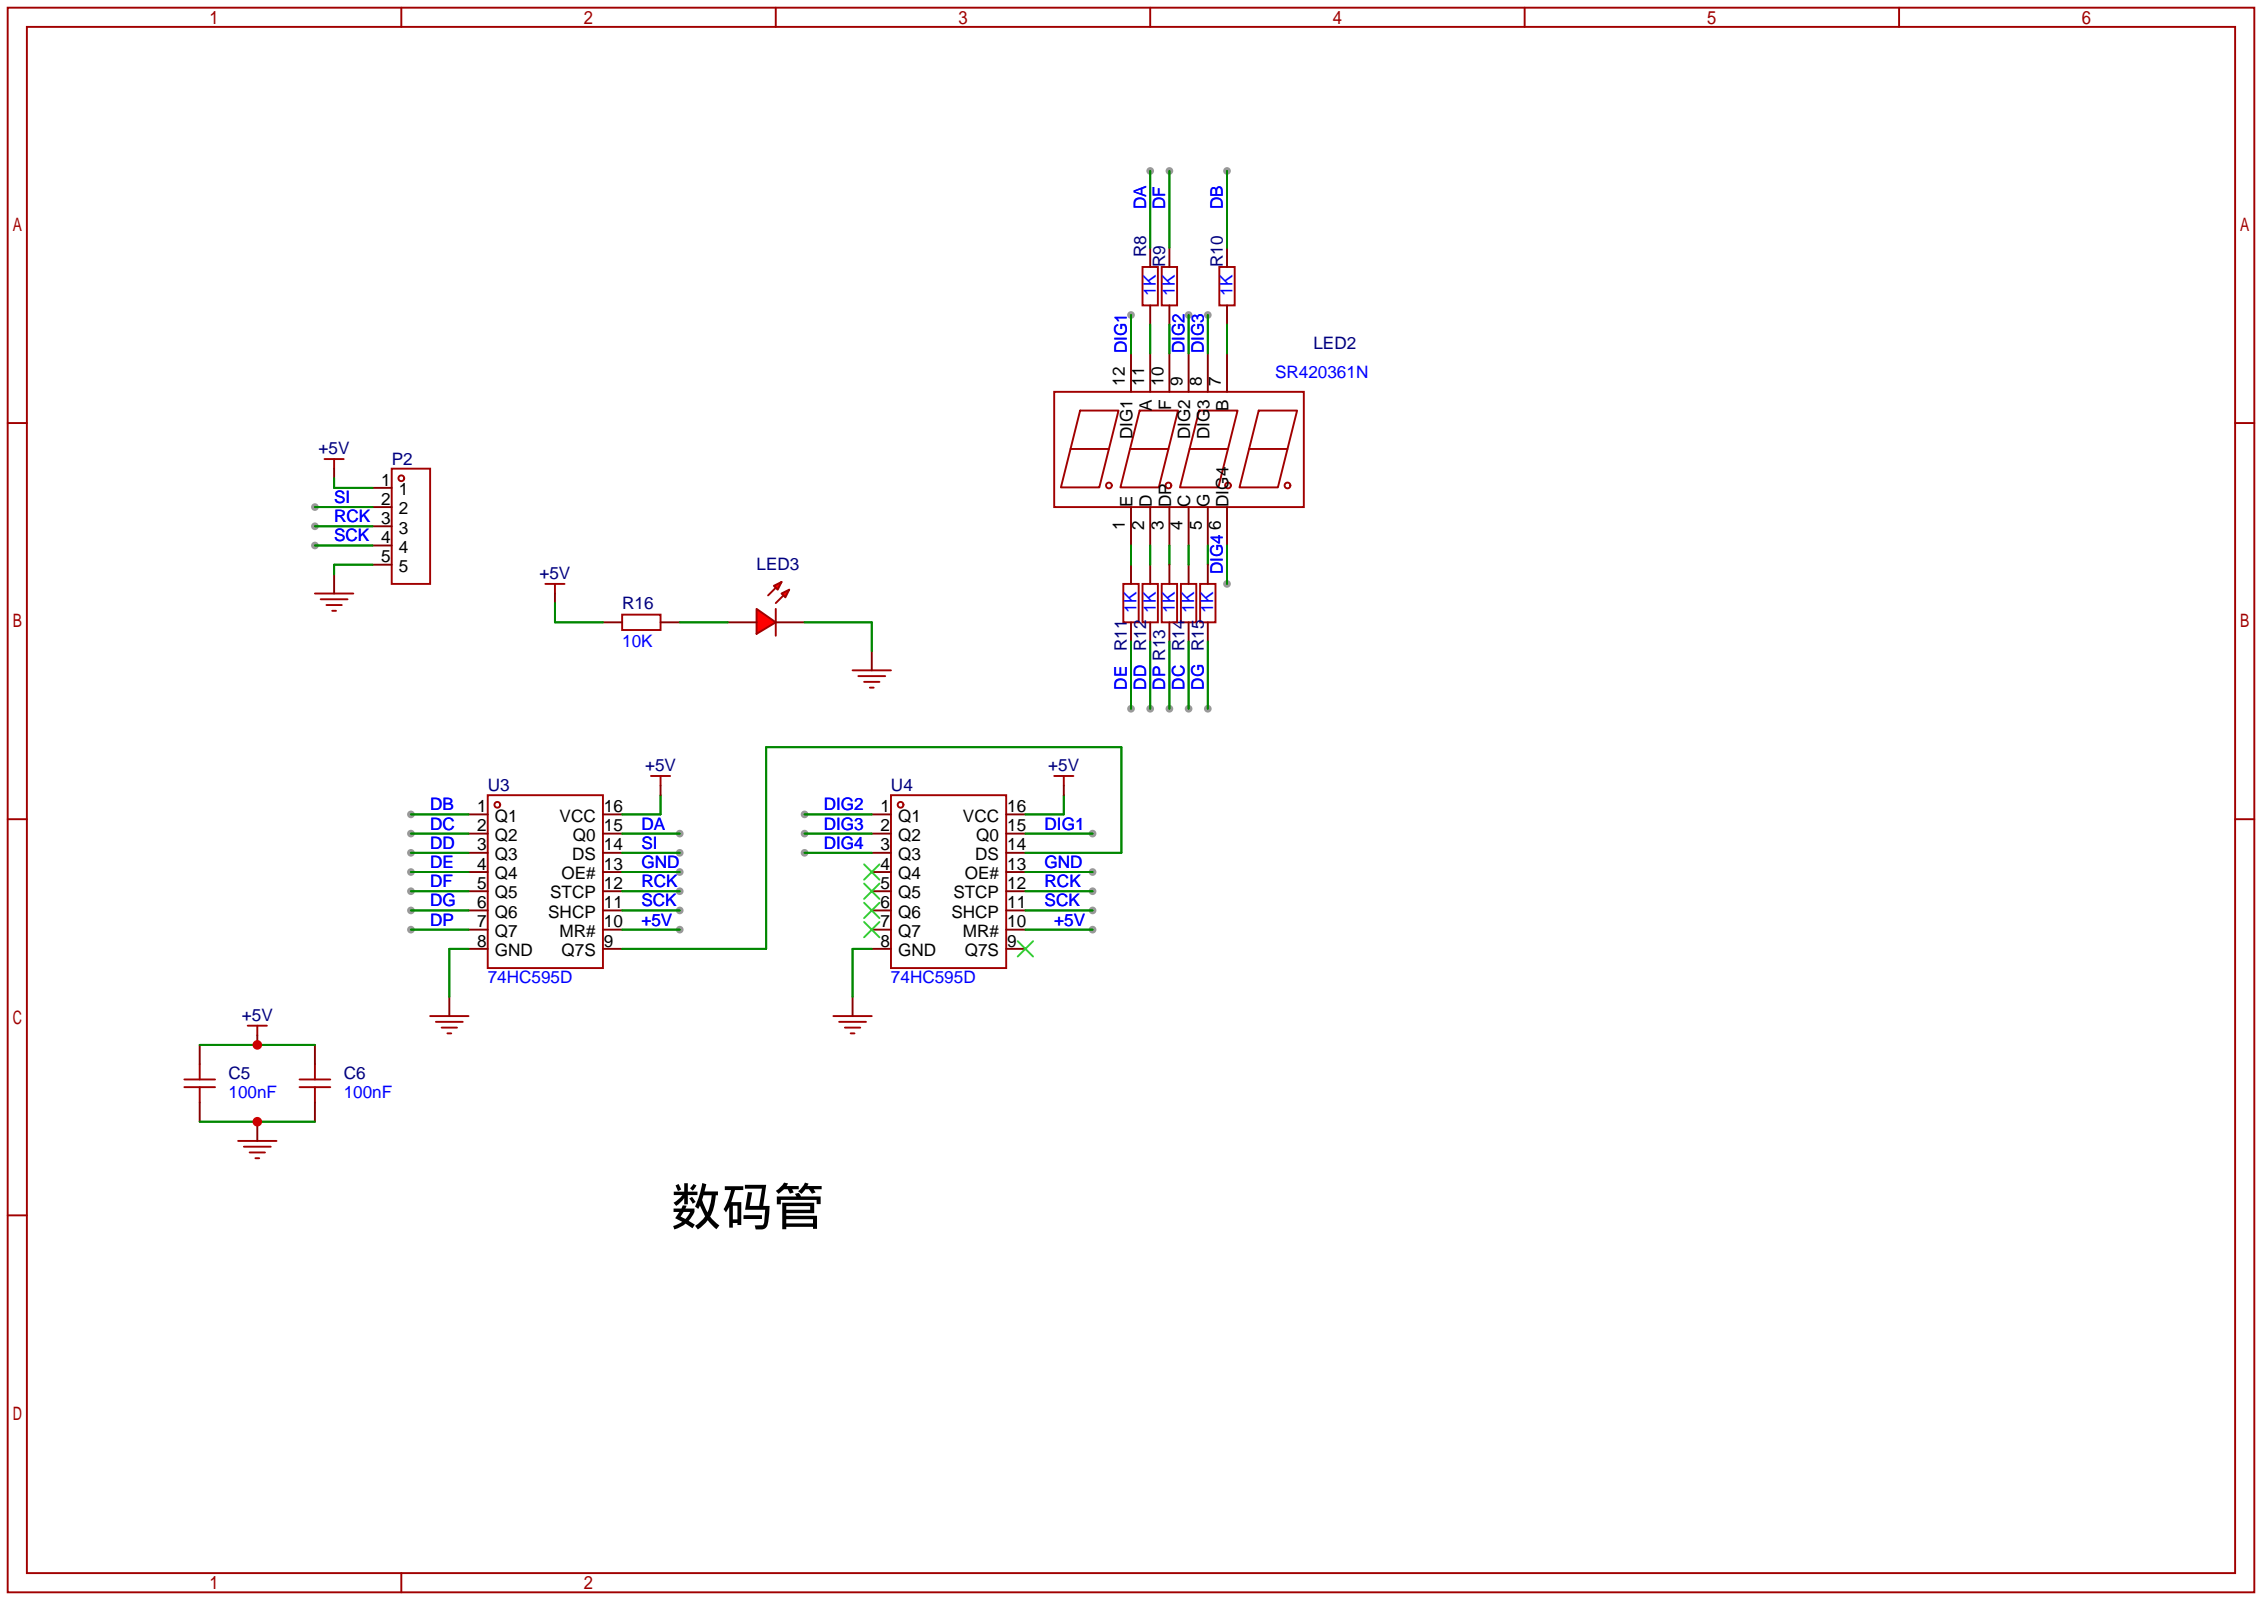 1 2 3 4 5 6
A A
B B
C
D
1 2
DA DF DB
R8 R9 R10
1K 1K 1K
DIG1 DIG2 DIG3
12 11 10 9 8 7
LED2
SR420361N
DIG1 A F DIG2 DIG3 B
E D DP C G DIG4
1 2 3 4 5 6
DIG4
1K 1K 1K 1K 1K
R11 R12 R13 R14 R15
DE DD DP DC DG
+5V
P2
1 1
SI 2 2
RCK 3 3
SCK 4 4
5 5
+5V
R16
10K
LED3
U3
+5V
DB 1 Q1 VCC 16
DC 2 Q2 Q0 15 DA
DD 3 Q3 DS 14 SI
DE 4 Q4 OE# 13 GND
DF 5 Q5 STCP 12 RCK
DG 6 Q6 SHCP 11 SCK
DP 7 Q7 MR# 10 +5V
8 GND Q7S 9
74HC595D
U4
+5V
DIG2 1 Q1 VCC 16
DIG3 2 Q2 Q0 15 DIG1
DIG4 3 Q3 DS 14
4 Q4 OE# 13 GND
5 Q5 STCP 12 RCK
6 Q6 SHCP 11 SCK
7 Q7 MR# 10 +5V
8 GND Q7S 9
74HC595D
+5V
C5
100nF
C6
100nF
数码管